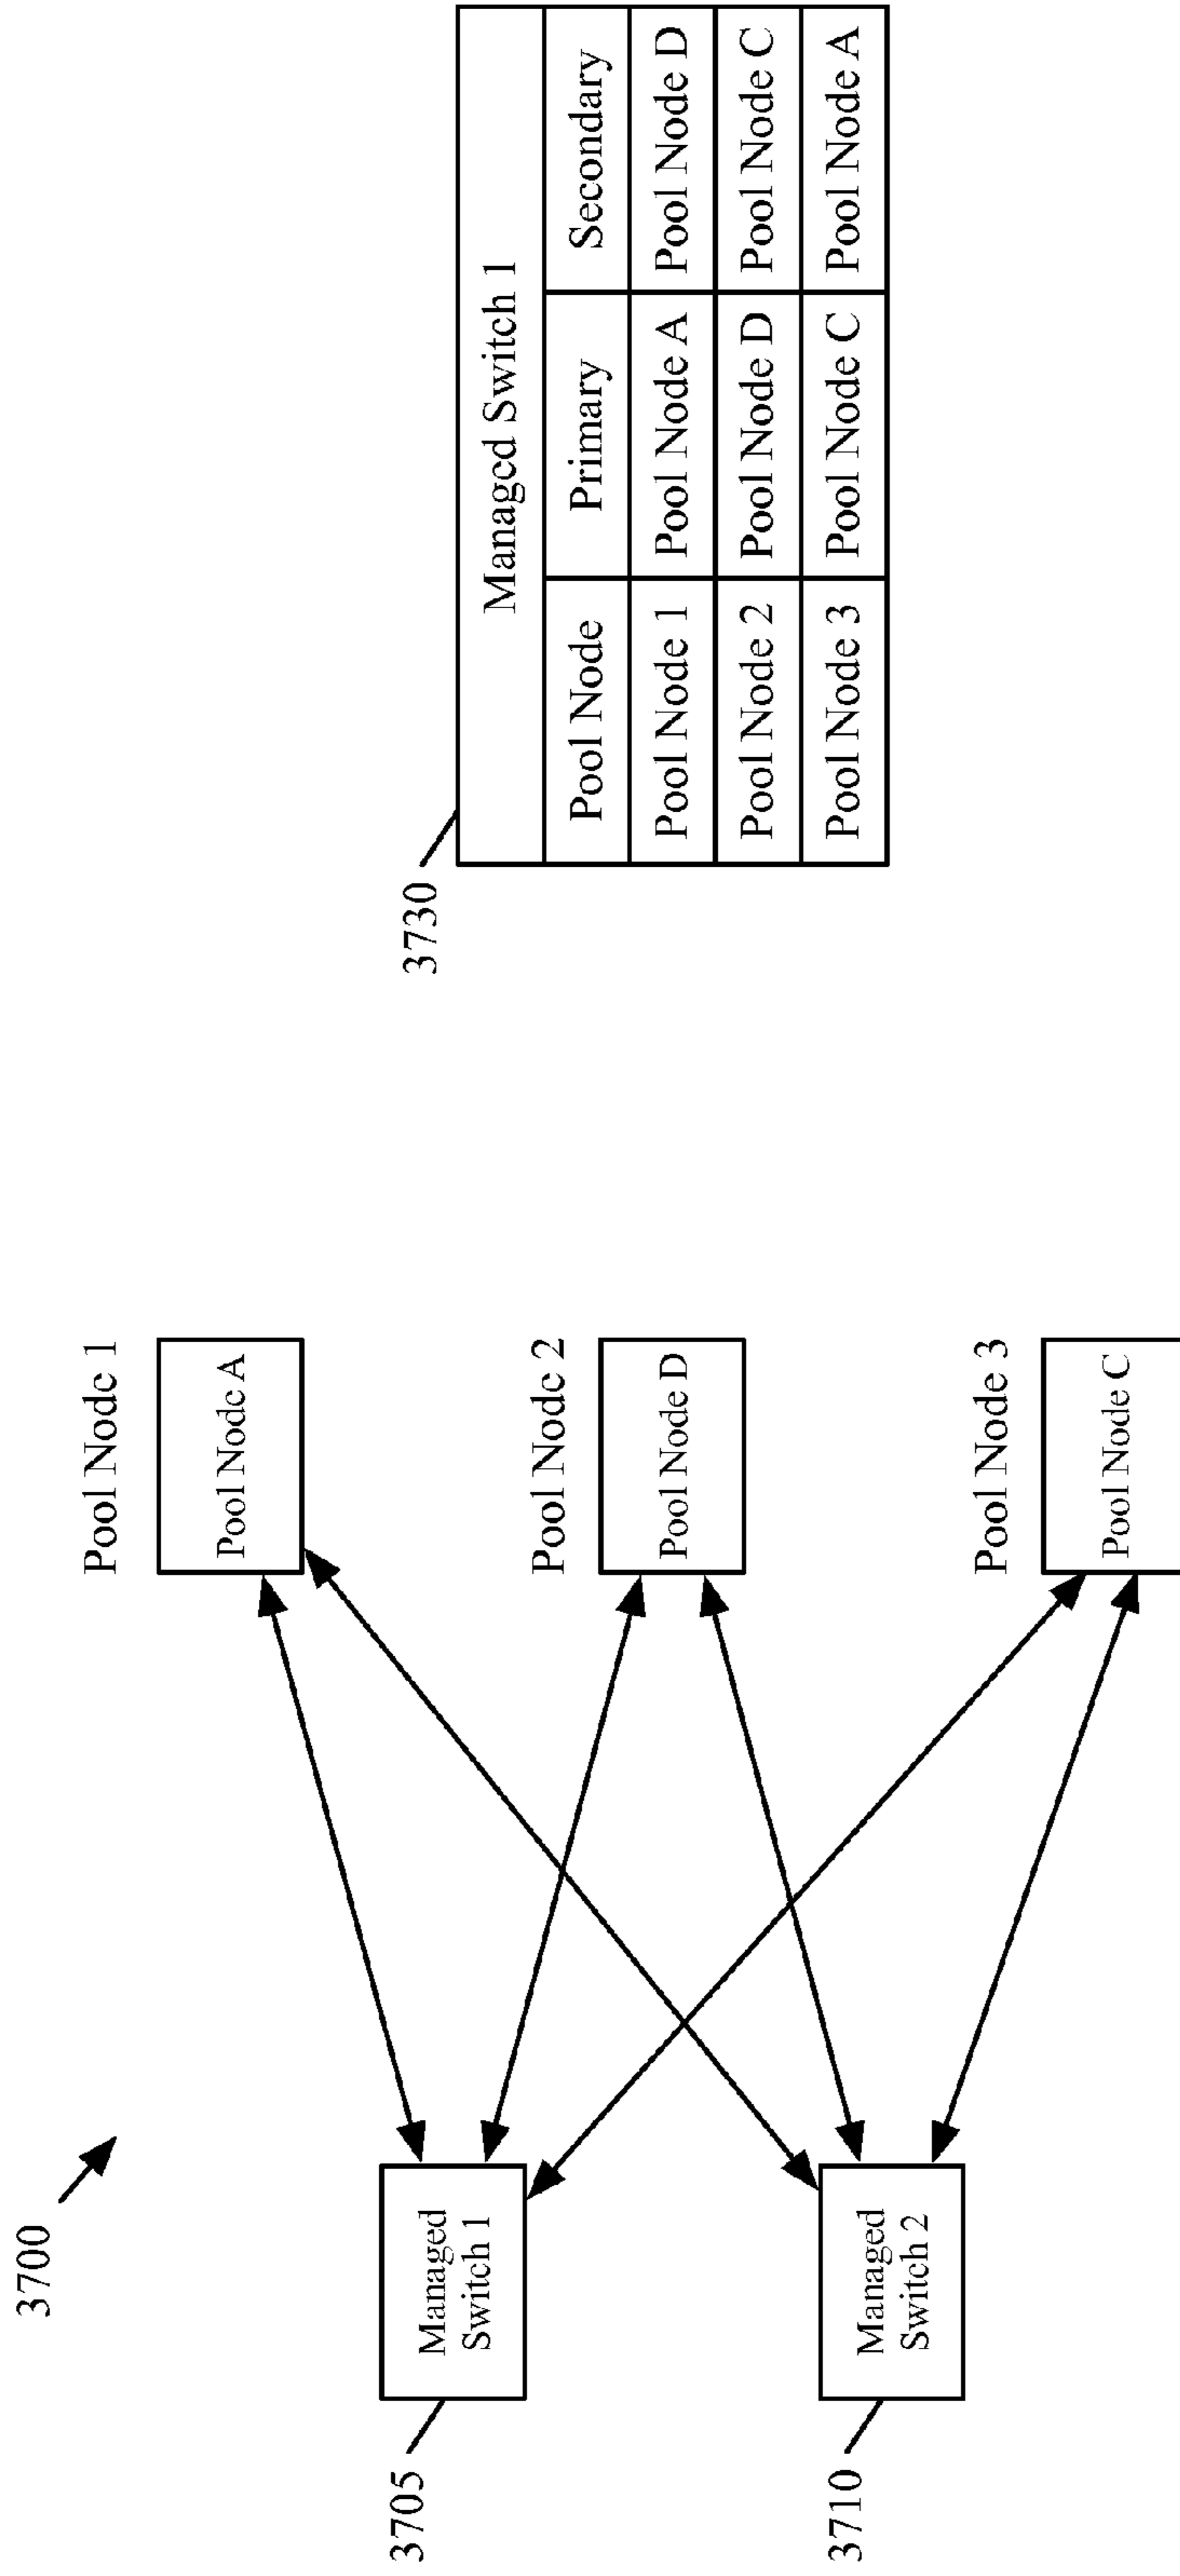 3700
Pool Node 1
Pool Node A
3705
Managed
Switch 1
Pool Node 2
Pool Node D
3710
Managed
Switch 2
Pool Node 3
Pool Node C
3730
Managed Switch 1
Pool Node Primary Secondary
Pool Node 1 Pool Node A Pool Node D
Pool Node 2 Pool Node D Pool Node C
Pool Node 3 Pool Node C Pool Node A